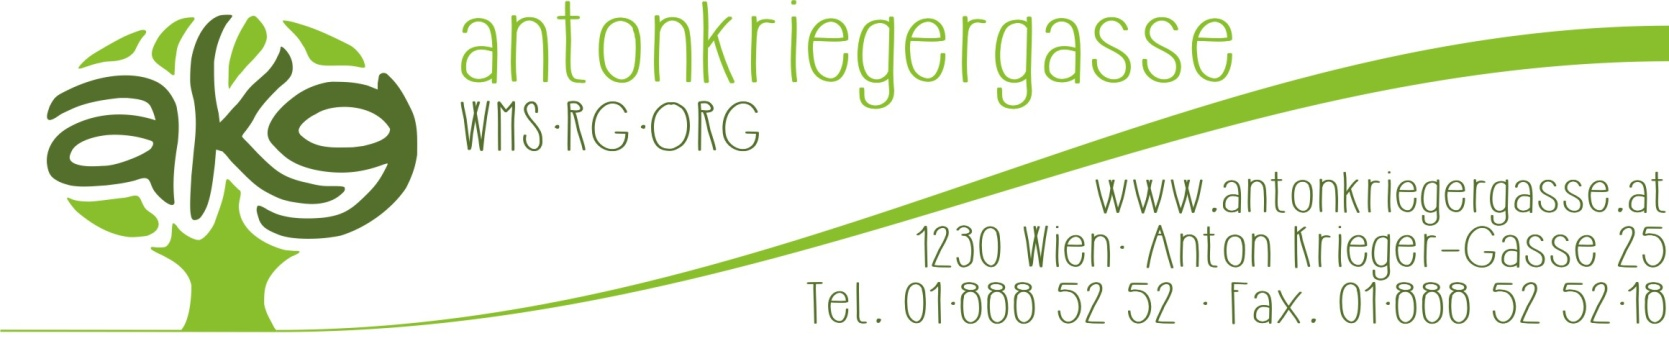 akg
antonkriegergasse
WMS·RG·ORG
www.antonkriegergasse.at
1230 Wien· Anton Krieger-Gasse 25
Tel. 01·888 52 52 · Fax. 01·888 52 52·18